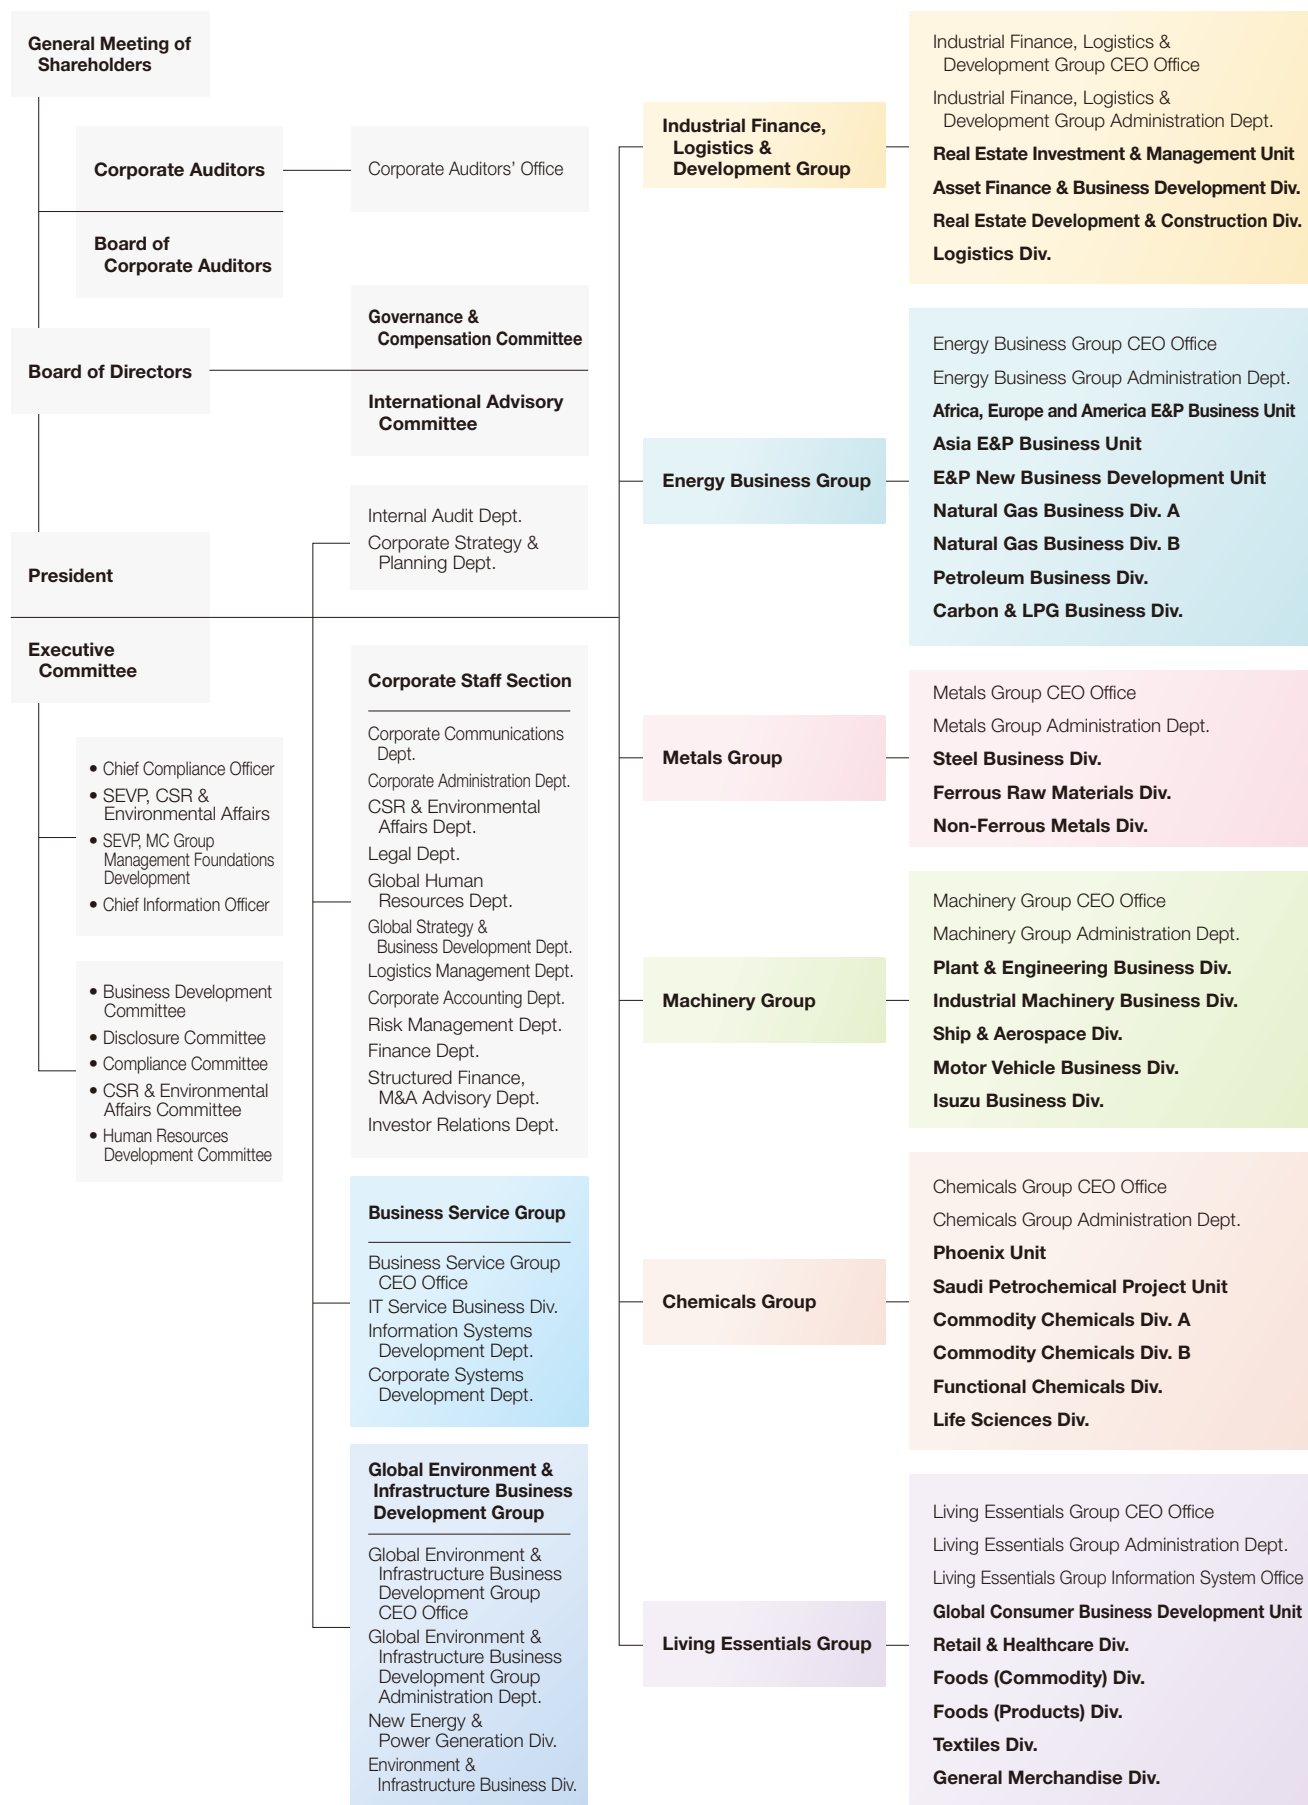 General Meeting of
Shareholders
Corporate Auditors
Board of
Corporate Auditors
Board of Directors
President
Executive
Committee
• Chief Compliance Officer
• SEVP, CSR &
Environmental Affairs
• SEVP, MC Group
Management Foundations
Development
• Chief Information Officer
• Business Development
Committee
• Disclosure Committee
• Compliance Committee
• CSR & Environmental
Affairs Committee
• Human Resources
Development Committee
Corporate Auditors' Office
Governance &
Compensation Committee
International Advisory
Committee
Internal Audit Dept.
Corporate Strategy &
Planning Dept.
Corporate Staff Section
Corporate Communications
Dept.
Corporate Administration Dept.
CSR & Environmental
Affairs Dept.
Legal Dept.
Global Human
Resources Dept.
Global Strategy &
Business Development Dept.
Logistics Management Dept.
Corporate Accounting Dept.
Risk Management Dept.
Finance Dept.
Structured Finance,
M&A Advisory Dept.
Investor Relations Dept.
Business Service Group
Business Service Group
CEO Office
IT Service Business Div.
Information Systems
Development Dept.
Corporate Systems
Development Dept.
Global Environment &
Infrastructure Business
Development Group
Global Environment &
Infrastructure Business
Development Group
CEO Office
Global Environment &
Infrastructure Business
Development Group
Administration Dept.
New Energy &
Power Generation Div.
Environment &
Infrastructure Business Div.
Industrial Finance,
Logistics &
Development Group
Industrial Finance, Logistics &
Development Group CEO Office
Industrial Finance, Logistics &
Development Group Administration Dept.
Real Estate Investment & Management Unit
Asset Finance & Business Development Div.
Real Estate Development & Construction Div.
Logistics Div.
Energy Business Group
Energy Business Group CEO Office
Energy Business Group Administration Dept.
Africa, Europe and America E&P Business Unit
Asia E&P Business Unit
E&P New Business Development Unit
Natural Gas Business Div. A
Natural Gas Business Div. B
Petroleum Business Div.
Carbon & LPG Business Div.
Metals Group
Metals Group CEO Office
Metals Group Administration Dept.
Steel Business Div.
Ferrous Raw Materials Div.
Non-Ferrous Metals Div.
Machinery Group
Machinery Group CEO Office
Machinery Group Administration Dept.
Plant & Engineering Business Div.
Industrial Machinery Business Div.
Ship & Aerospace Div.
Motor Vehicle Business Div.
Isuzu Business Div.
Chemicals Group
Chemicals Group CEO Office
Chemicals Group Administration Dept.
Phoenix Unit
Saudi Petrochemical Project Unit
Commodity Chemicals Div. A
Commodity Chemicals Div. B
Functional Chemicals Div.
Life Sciences Div.
Living Essentials Group
Living Essentials Group CEO Office
Living Essentials Group Administration Dept.
Living Essentials Group Information System Office
Global Consumer Business Development Unit
Retail & Healthcare Div.
Foods (Commodity) Div.
Foods (Products) Div.
Textiles Div.
General Merchandise Div.